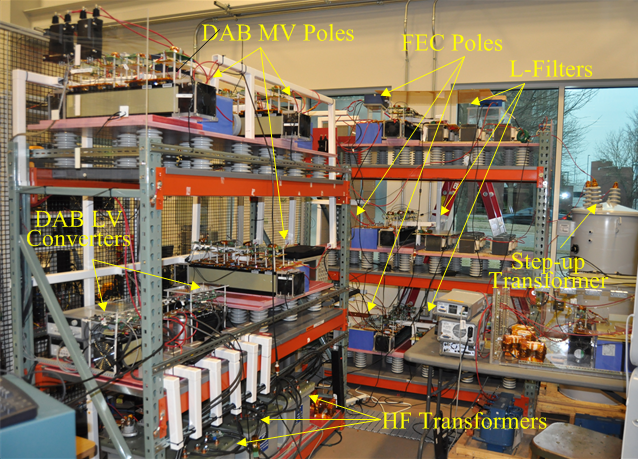 DAB MV Poles
FEC Poles
L-Filters
DAB LV
Converters
Step-up
Transformer
HF Transformers